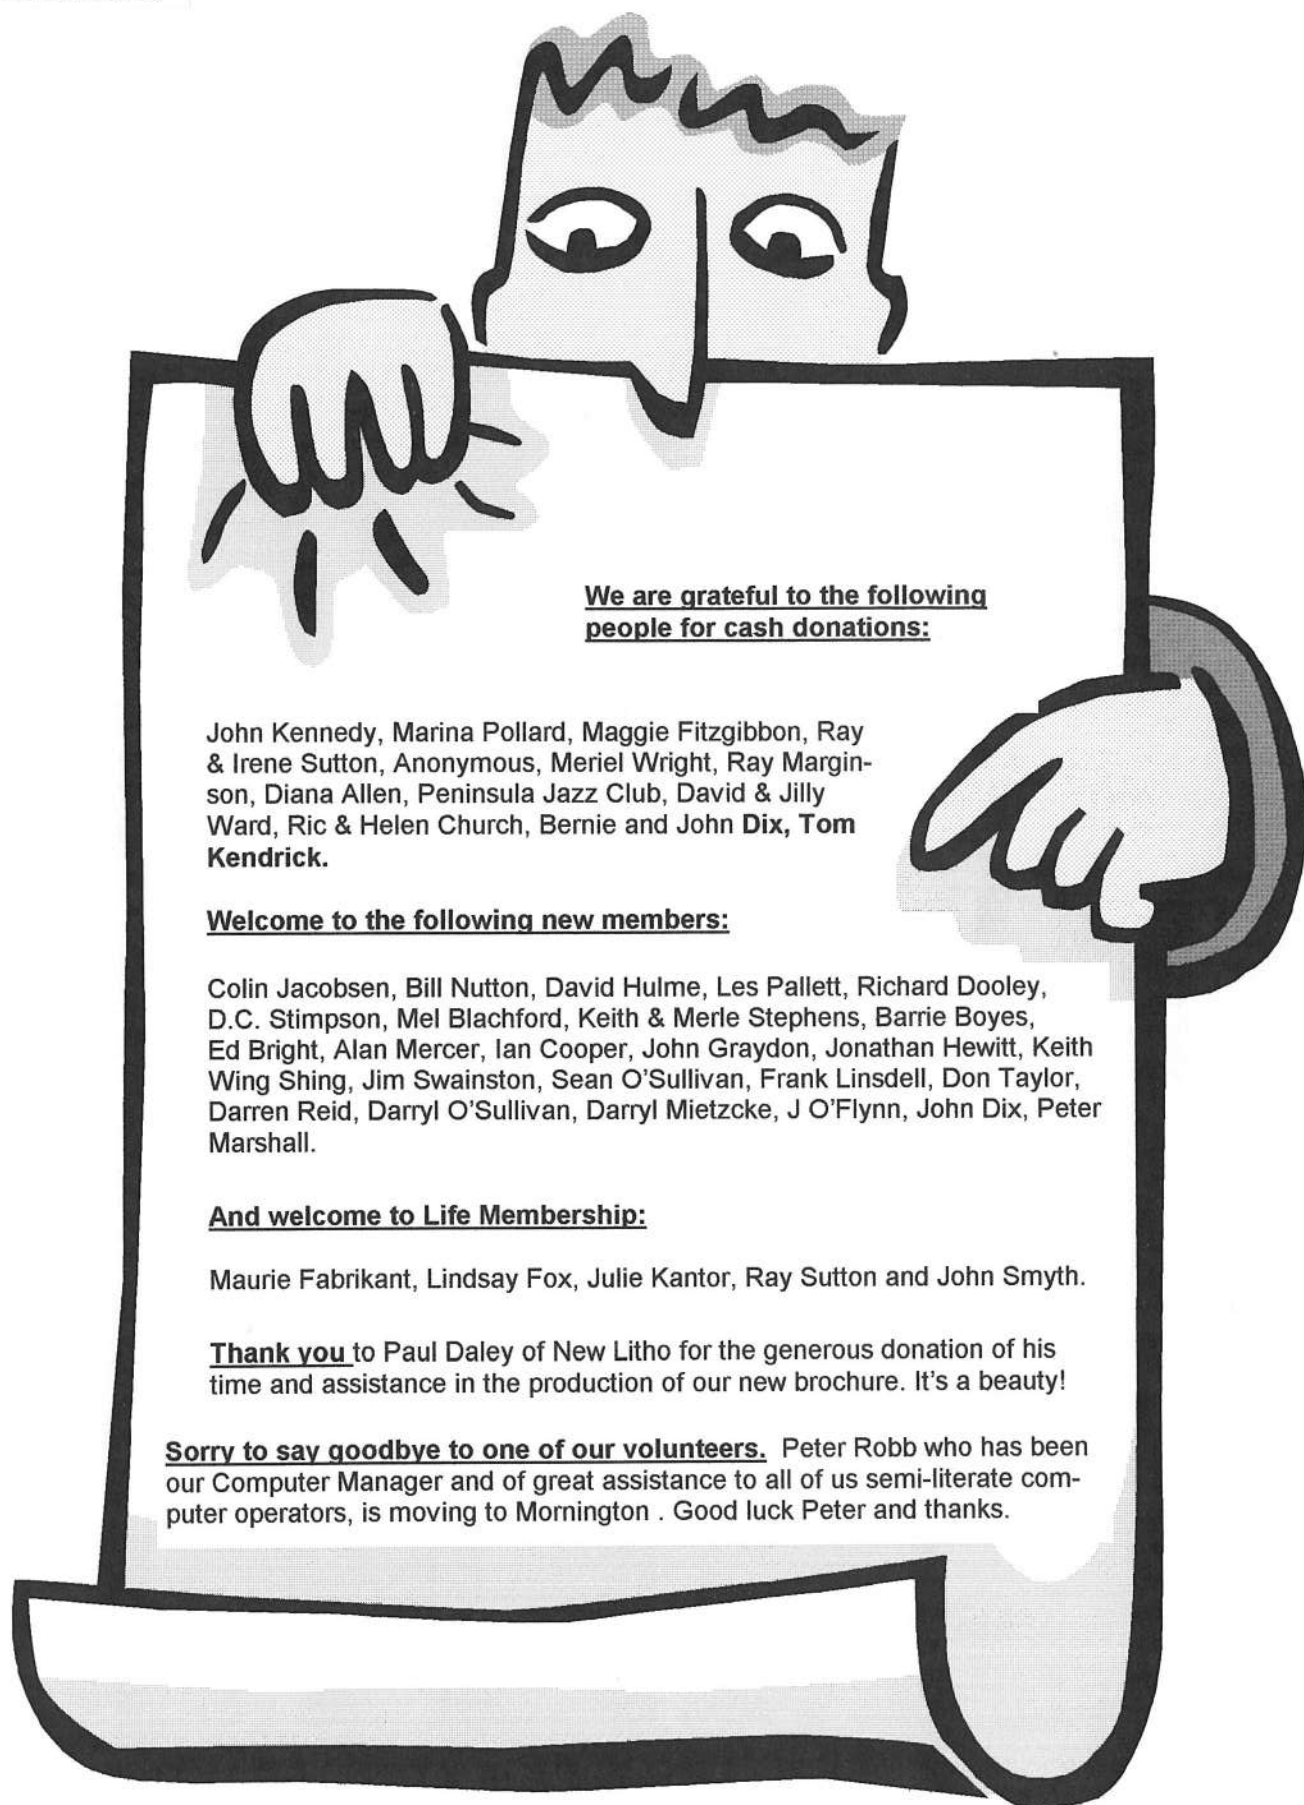 We are grateful to the following
people for cash donations:
John Kennedy, Marina Pollard, Maggie Fitzgibbon, Ray
& Irene Sutton, Anonymous, Meriel Wright, Ray Margin-
son, Diana Allen, Peninsula Jazz Club, David & Jilly
Ward, Ric & Helen Church, Bernie and John Dix, Tom
Kendrick.
Welcome to the following new members:
Colin Jacobsen, Bill Nutton, David Hulme, Les Pallett, Richard Dooley,
D.C. Stimpson, Mel Blachford, Keith & Merle Stephens, Barrie Boyes,
Ed Bright, Alan Mercer, Ian Cooper, John Graydon, Jonathan Hewitt, Keith
Wing Shing, Jim Swainston, Sean O'Sullivan, Frank Linsdell, Don Taylor,
Darren Reid, Darryl O'Sullivan, Darryl Mietzcke, J O'Flynn, John Dix, Peter
Marshall.
And welcome to Life Membership:
Maurie Fabrikant, Lindsay Fox, Julie Kantor, Ray Sutton and John Smyth.
Thank you to Paul Daley of New Litho for the generous donation of his
time and assistance in the production of our new brochure. It's a beauty!
Sorry to say goodbye to one of our volunteers. Peter Robb who has been
our Computer Manager and of great assistance to all of us semi-literate com-
puter operators, is moving to Mornington . Good luck Peter and thanks.